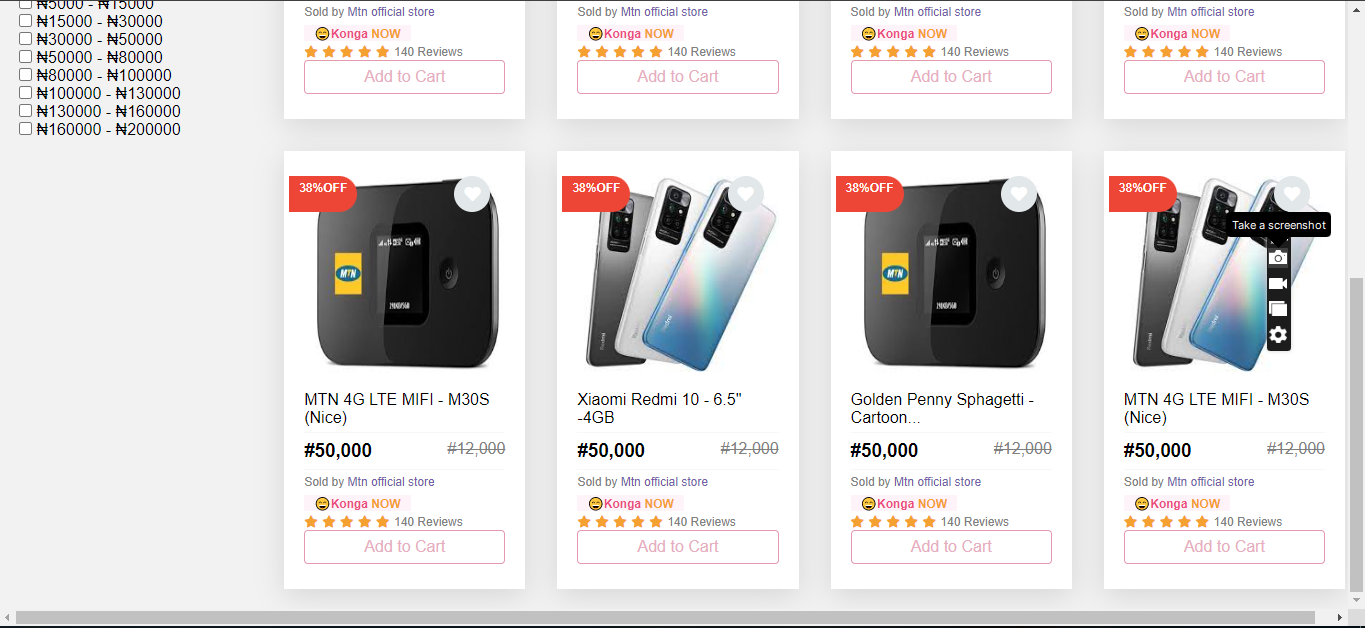 ₦5000 - ₦15000
₦15000 - ₦30000
₦30000 - ₦50000
₦50000 - ₦80000
₦80000 - ₦100000
₦100000 - ₦130000
₦130000 - ₦160000
₦160000 - ₦200000
Sold by Mtn official store
Konga NOW
140 Reviews
Add to Cart
Sold by Mtn official store
Konga NOW
140 Reviews
Add to Cart
Sold by Mtn official store
Konga NOW
140 Reviews
Add to Cart
Sold by Mtn official store
Konga NOW
140 Reviews
Add to Cart
38%OFF
MTN
MTN 4G LTE MIFI - M30S
(Nice)
#50,000 #12,000
Sold by Mtn official store
Konga NOW
140 Reviews
Add to Cart
38%OFF
Xiaomi Redmi 10 - 6.5"
-4GB
#50,000 #12,000
Sold by Mtn official store
Konga NOW
140 Reviews
Add to Cart
38%OFF
MTN
Golden Penny Sphagetti -
Cartoon...
#50,000 #12,000
Sold by Mtn official store
Konga NOW
140 Reviews
Add to Cart
38%OFF
Take a screenshot
MTN 4G LTE MIFI - M30S
(Nice)
#50,000 #12,000
Sold by Mtn official store
Konga NOW
140 Reviews
Add to Cart